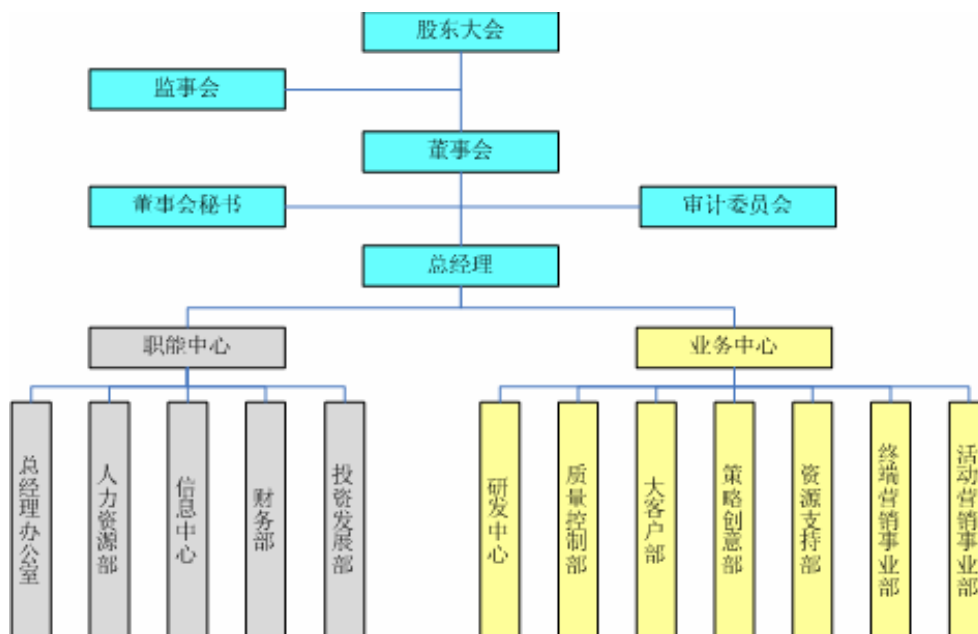 股东大会
监事会
董事会
董事会秘书
审计委员会
总经理
职能中心
业务中心
总经理办公室
人力资源部
信息中心
财务部
投资发展部
研发中心
质量控制部
大客户部
策略创意部
资源支持部
终端营销事业部
活动营销事业部